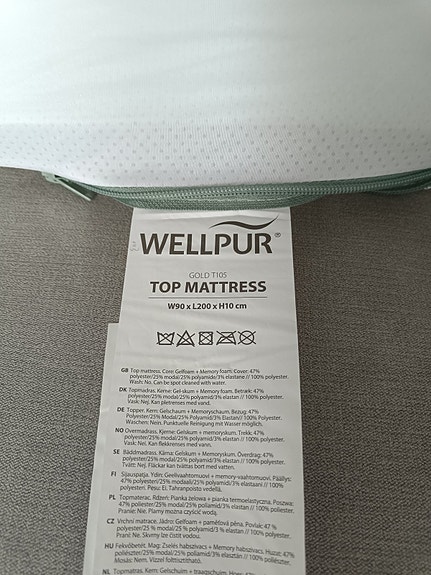 WELLPUR®
GOLD T105
TOP MATTRESS
W90 x L200 x H10 cm
GB Top mattress. Core: Gelfoam + Memory foam. Cover: 47%
polyester/25% modal/25% polyamide/3% elastane // 100% polyester.
Wash: No. Can be spot cleaned with water.
DK Topmadras. Kerne: Gel-skum + Memory foam. Betræk: 47%
polyester/25% modal/25% polyamid/3% elastan // 100% polyester.
Vask: Nej. Kan pletrenses med vand.
DE Topper. Kern: Gelschaum + Memoryschaum. Bezug: 47%
Polyester/25% Modal/25% Polyamid/3% Elastan// 100% Polyester.
Waschen: Nein. Punktuelle Reinigung mit Wasser möglich.
NO Overmadrass. Kjerne: Gelskum + memoryskum. Trekk: 47%
polyester/25% modal/25% polyamid/3% elastan // 100% polyester.
Vask: Nei. Kan flekkrenses med vann.
SE Bäddmadrass. Kärna: Gelskum + Memoryskum. Överdrag: 47%
polyester/25% modal/25% polyamid/3% elastan // 100% polyester.
Tvätt: Nej. Fläckar kan tvättas bort med vatten.
FI Sijauspatja. Ydin: Geelivaahtomuovi + memory-vaahtomuovi. Päällys:
47% polyesteri/25% modaali/25% polyamidi/3% elastaani // 100%
polyesteri. Pesu: Ei. Tahranpoisto vedellä.
PL Topmaterac. Rdzeń: Pianka żelowa + pianka termoelastyczna. Poszwa:
47% poliester/25% modal/25% poliamid/3% elastan // 100% poliester.
Pranie: Nie. Plamy można czyścić wodą.
CZ Vrchní matrace. Jádro: Gelfoam + paměťová pěna. Povlak: 47 %
polyester/25 % modal/25 % polyamid/3 % elastan // 100 % polyester.
Praní: Ne. Skvrny lze čistit vodou.
HU Fekvőbetét. Mag: Zselés habszivacs + Memory habszivacs. Huzat: 47%
poliészter/25% modál/25% poliamid/3% elasztán // 100% poliészter.
Mosás: Nem. Vízzel folttisztítható.
NL Topmatras. Kern: Gelschuim + traagschuim. Hoes: 47%